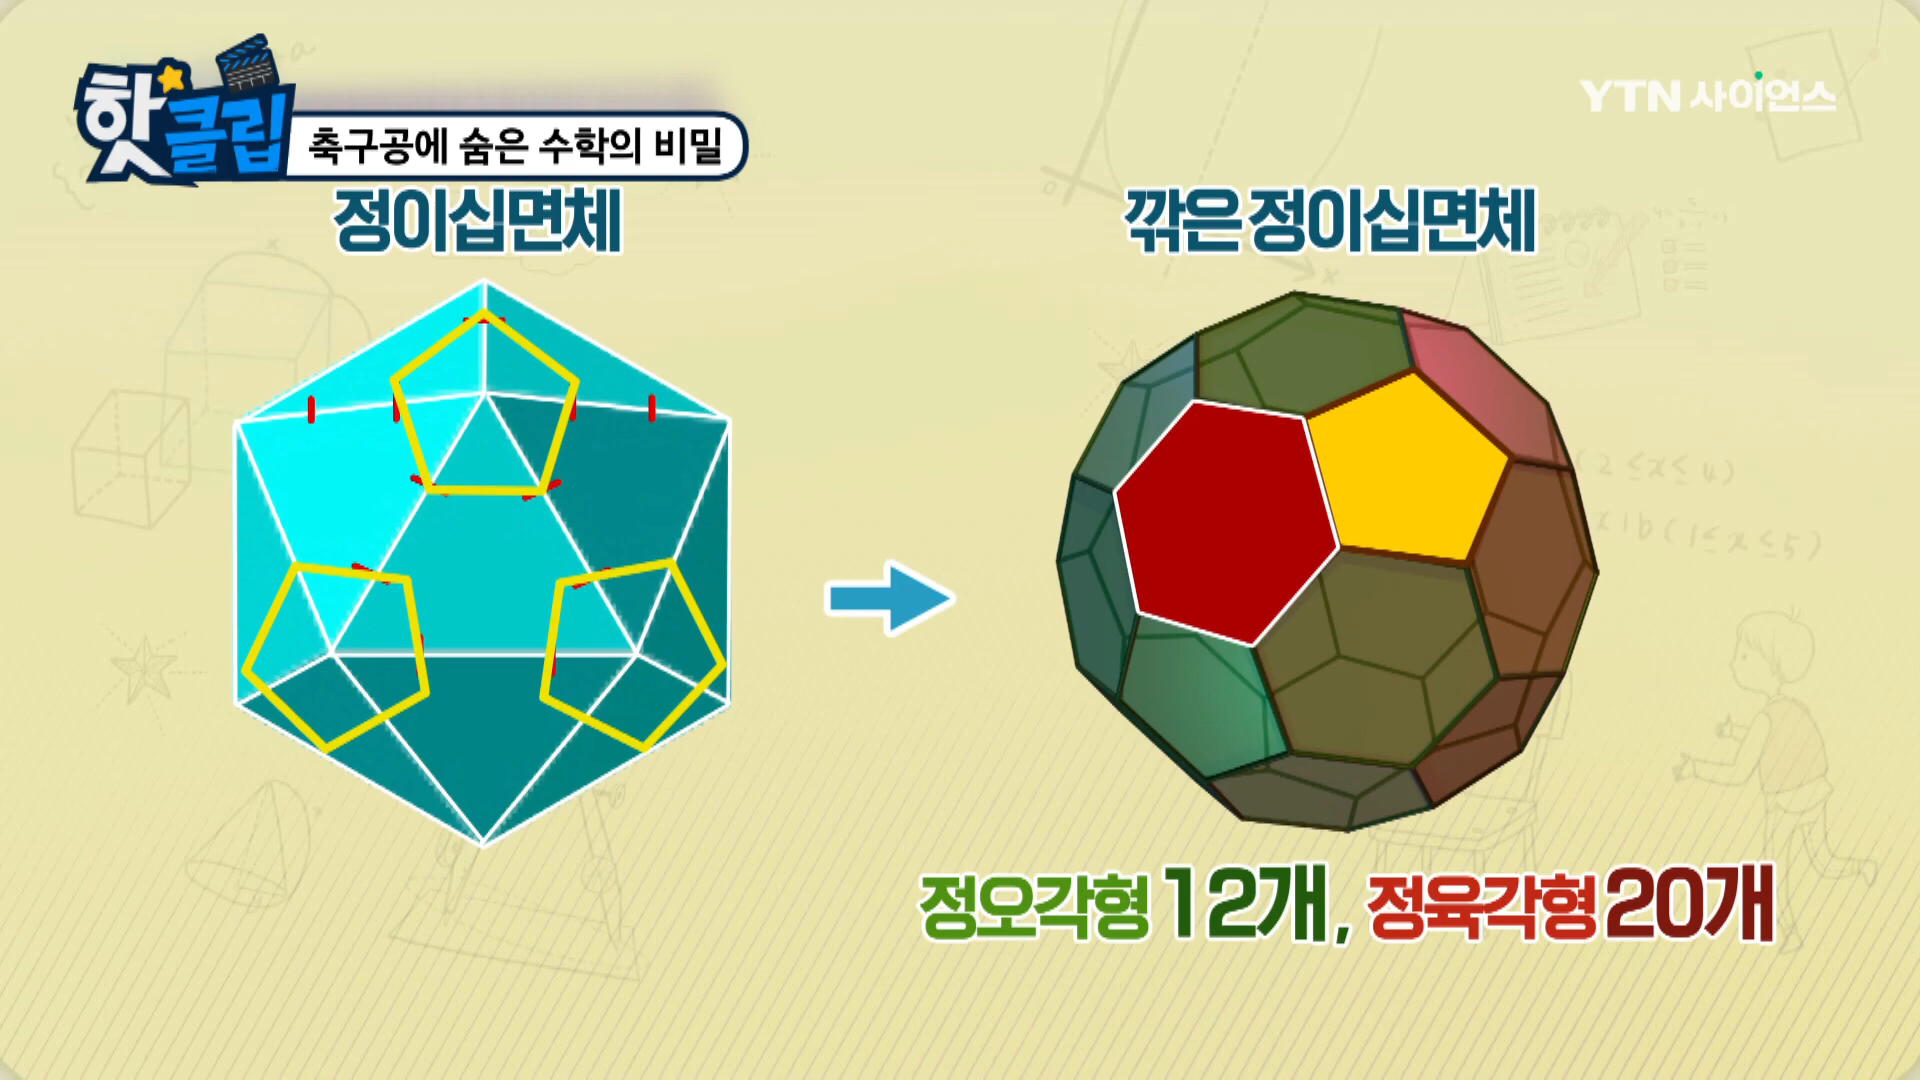 핫클립
축구공에 숨은 수학의 비밀
YTN 사이언스
정이십면체
깎은 정이십면체
정오각형 12개, 정육각형 20개